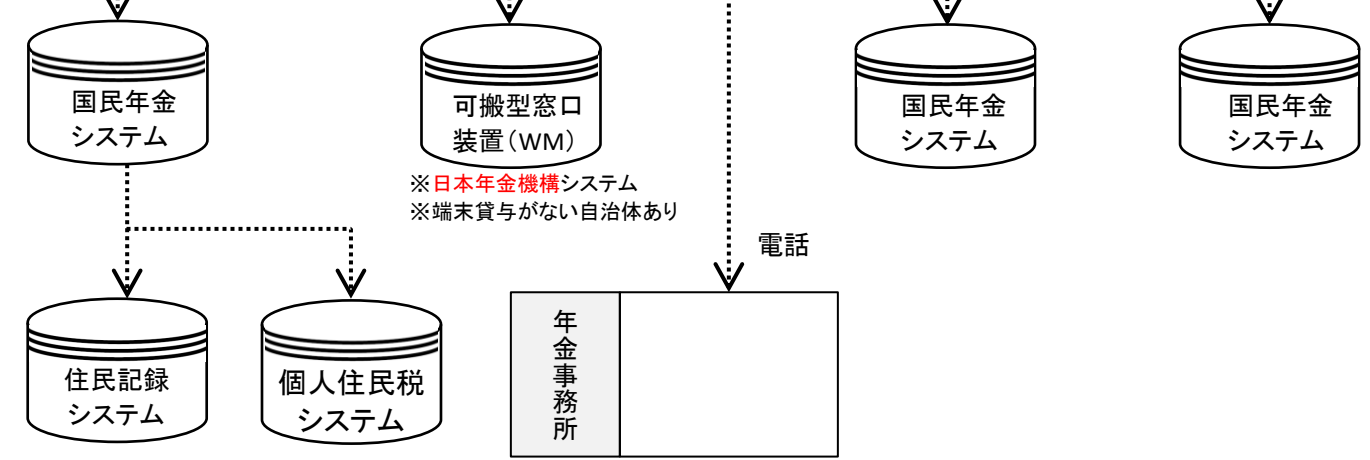 国民年金
システム
可搬型窓口
装置（WM）
※日本年金機構システム
※端末貸与がない自治体あり
国民年金
システム
国民年金
システム
電話
住民記録
システム
個人住民税
システム
年金事務所